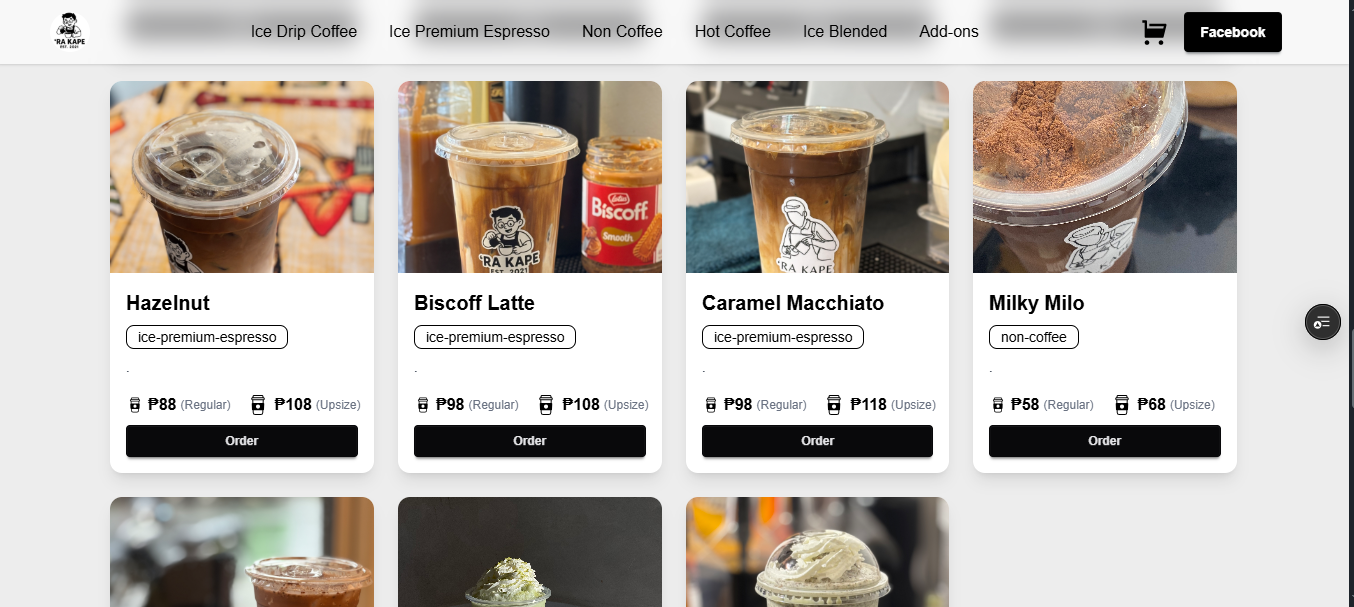 'RA KAPE
EST. 2021
Ice Drip Coffee
Ice Premium Espresso
Non Coffee
Hot Coffee
Ice Blended
Add-ons
Facebook
Lotus
Biscoff
Smooth
'RA KAPE
EST. 2021
'RA KAPE
Hazelnut
ice-premium-espresso
.
₱88 (Regular) ₱108 (Upsize)
Order
Biscoff Latte
ice-premium-espresso
.
₱98 (Regular) ₱108 (Upsize)
Order
Caramel Macchiato
ice-premium-espresso
.
₱98 (Regular) ₱118 (Upsize)
Order
Milky Milo
non-coffee
.
₱58 (Regular) ₱68 (Upsize)
Order